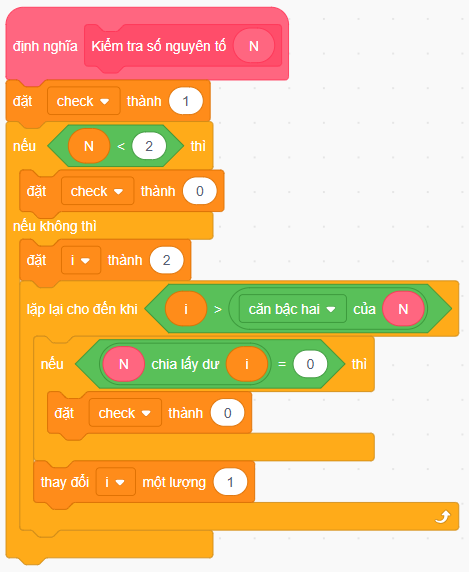 định nghĩa Kiểm tra số nguyên tố N
đặt check thành 1
nếu N < 2 thì
đặt check thành 0
nếu không thì
đặt i thành 2
lặp lại cho đến khi i > căn bậc hai của N
nếu N chia lấy dư i = 0 thì
đặt check thành 0
thay đổi i một lượng 1